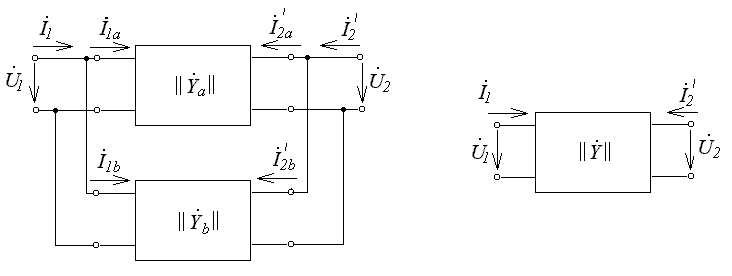 İ₁ İ₁ₐ İ′₂ₐ İ′₂
U̇₁ ‖Ẏₐ‖ U̇₂
İ₁b İ′₂b
‖Ẏb‖
İ₁ İ′₂
U̇₁ ‖Ẏ‖ U̇₂